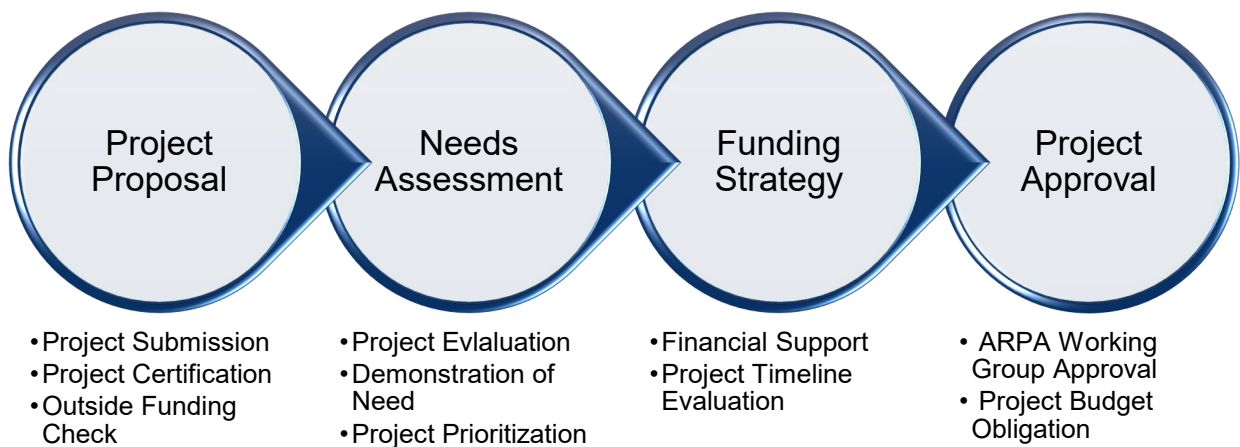 Project
Proposal
Needs
Assessment
Funding
Strategy
Project
Approval
•Project Submission
•Project Certification
•Outside Funding
Check
•Project Evlaluation
•Demonstration of
Need
•Project Prioritization
•Financial Support
•Project Timeline
Evaluation
• ARPA Working
Group Approval
• Project Budget
Obligation